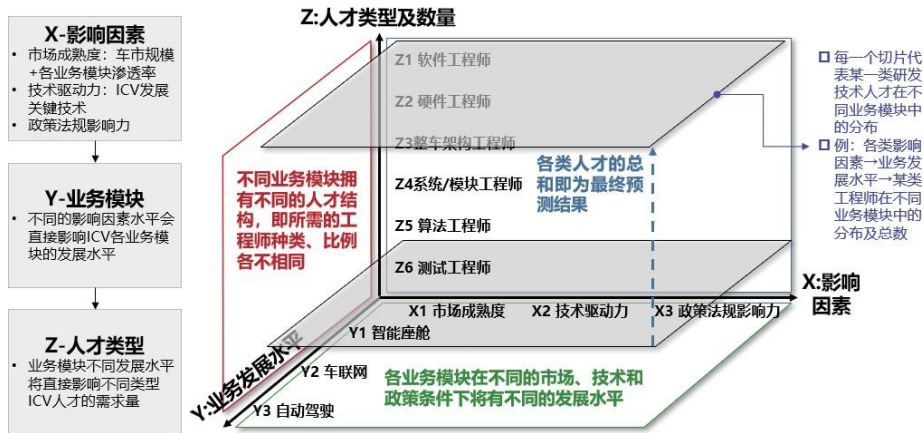 X-影响因素
• 市场成熟度：车市规模
+各业务模块渗透率
• 技术驱动力：ICV发展
关键技术
• 政策法规影响力
Y-业务模块
• 不同的影响因素水平会
直接影响ICV各业务模
块的发展水平
Z-人才类型
• 业务模块不同发展水平
将直接影响不同类型
ICV人才的需求量
Z:人才类型及数量
Z1 软件工程师
Z2 硬件工程师
Z3整车架构工程师
Z4系统/模块工程师
Z5 算法工程师
Z6 测试工程师
不同业务模块拥
有不同的人才结
构，即所需的工
程师种类、比例
各不相同
各类人才的总
和即为最终预
测结果
X:影响
因素
X1 市场成熟度
X2 技术驱动力
X3 政策法规影响力
Y:业务发展水平
Y1 智能座舱
Y2 车联网
Y3 自动驾驶
各业务模块在不同的市场、技术和
政策条件下将有不同的发展水平
每一个切片代
表某一类研发
技术人才在不
同业务模块中
的分布
例：各类影响
因素→业务发
展水平→某类
工程师在不同
业务模块中的
分布及总数